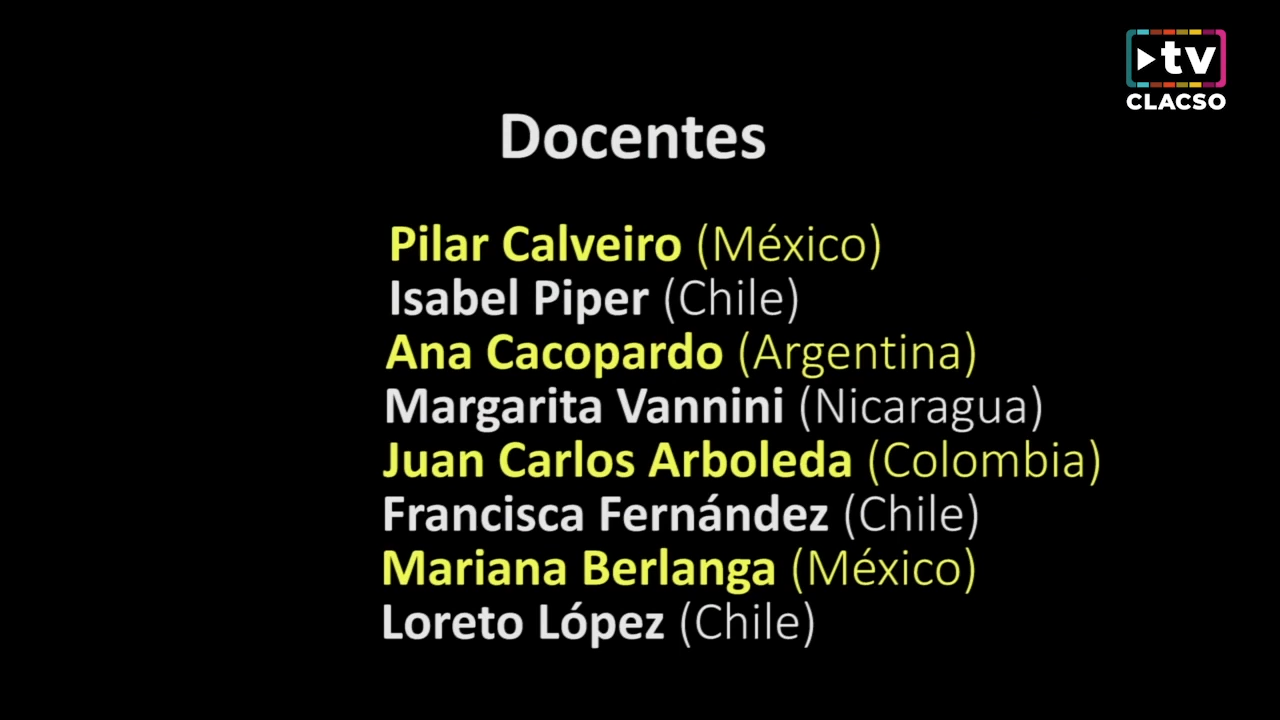 tv
CLACSO
Docentes
Pilar Calveiro (México)
Isabel Piper (Chile)
Ana Cacopardo (Argentina)
Margarita Vannini (Nicaragua)
Juan Carlos Arboleda (Colombia)
Francisca Fernández (Chile)
Mariana Berlanga (México)
Loreto López (Chile)